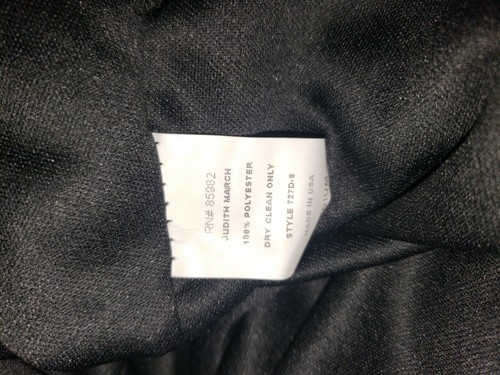 RN# 85982
JUDITH MARCH
100% POLYESTER
DRY CLEAN ONLY
STYLE 727D-S
MADE IN USA